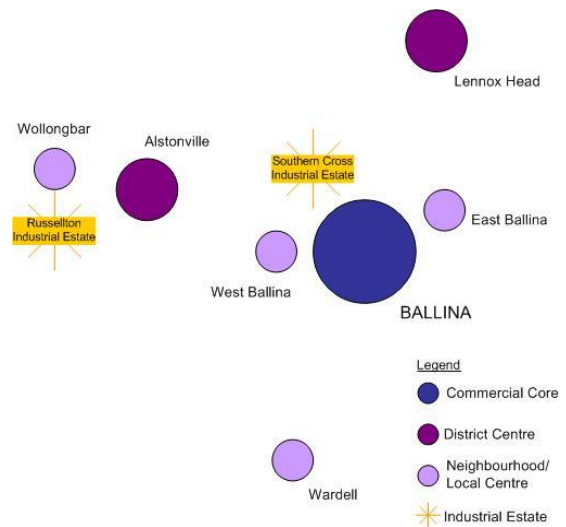 Lennox Head
Wollongbar
Alstonville
Southern Cross
Industrial Estate
Russellton
Industrial Estate
East Ballina
West Ballina
BALLINA
Legend
Commercial Core
District Centre
Neighbourhood/
Local Centre
Wardell
Industrial Estate